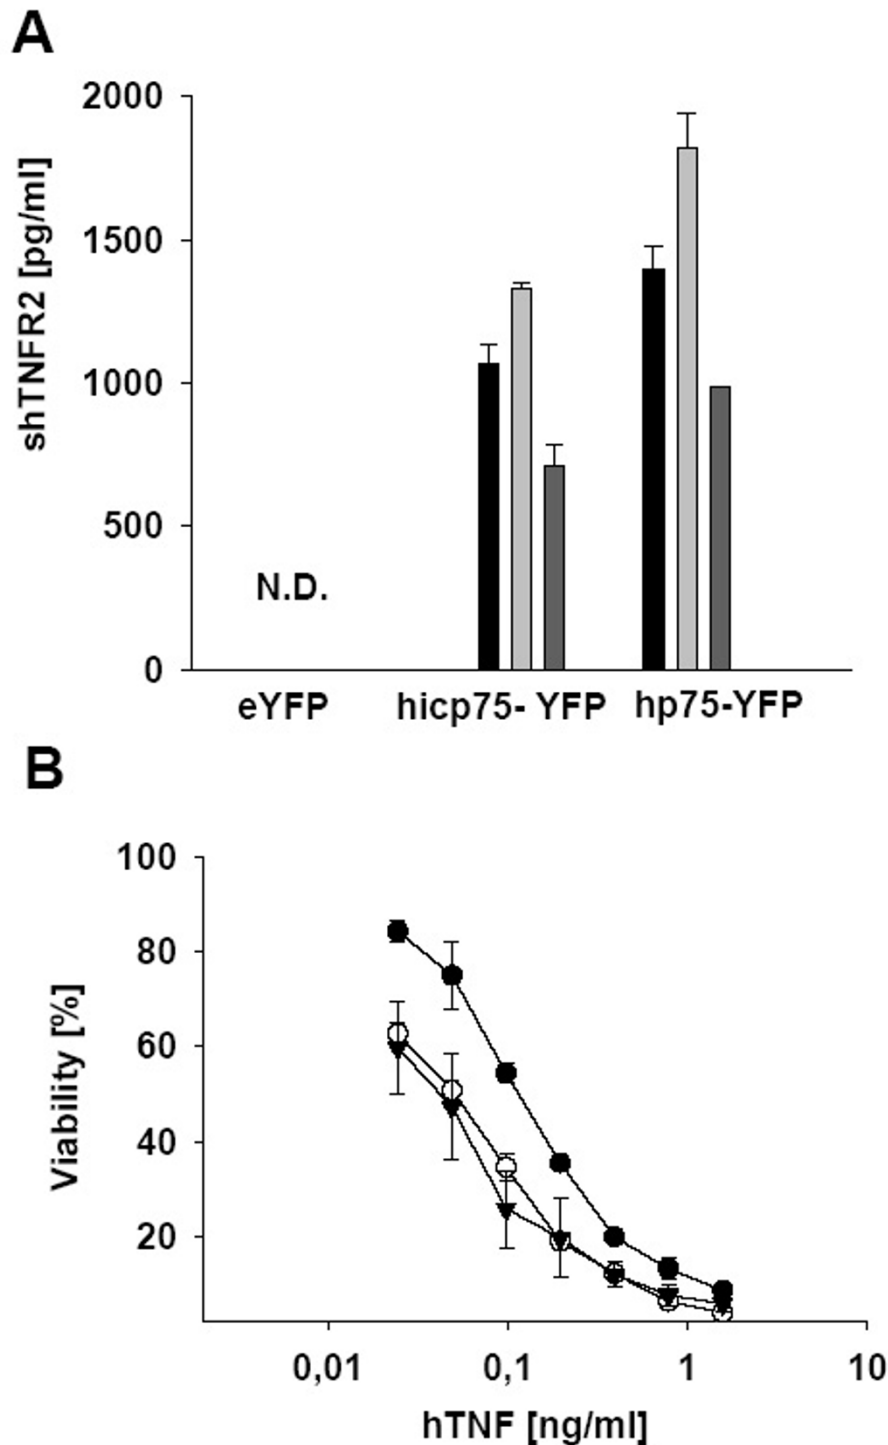 A
shTNFR2 [pg/ml]
2000
1500
1000
500
0
N.D.
eYFP hicp75- YFP hp75-YFP
B
Viability [%]
100
80
60
40
20
0,01 0,1 1 10
hTNF [ng/ml]